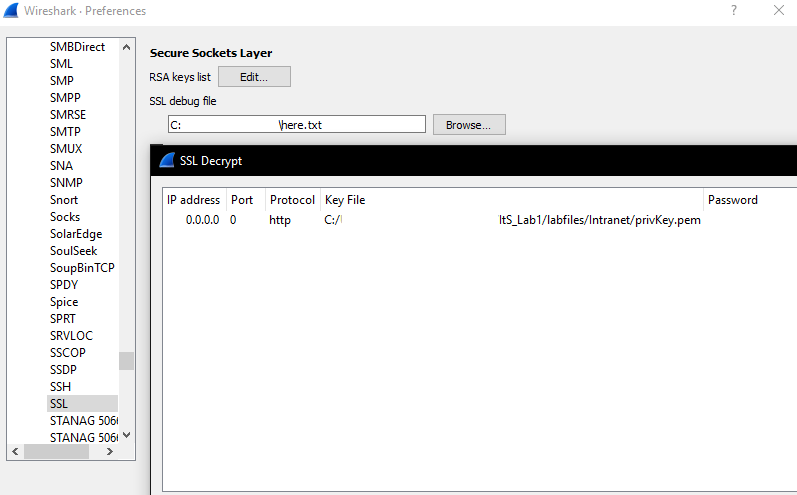 Wireshark · Preferences
? ×
SMBDirect
SML
SMP
SMPP
SMRSE
SMTP
SMUX
SNA
SNMP
Snort
Socks
SolarEdge
SoulSeek
SoupBinTCP
SPDY
Spice
SPRT
SRVLOC
SSCOP
SSDP
SSH
SSL
STANAG 506
STANAG 506
Secure Sockets Layer
RSA keys list Edit...
SSL debug file
C: \here.txt Browse...
SSL Decrypt
IP address Port Protocol Key File Password
0.0.0.0 0 http C:/ ItS_Lab1/labfiles/Intranet/privKey.pem